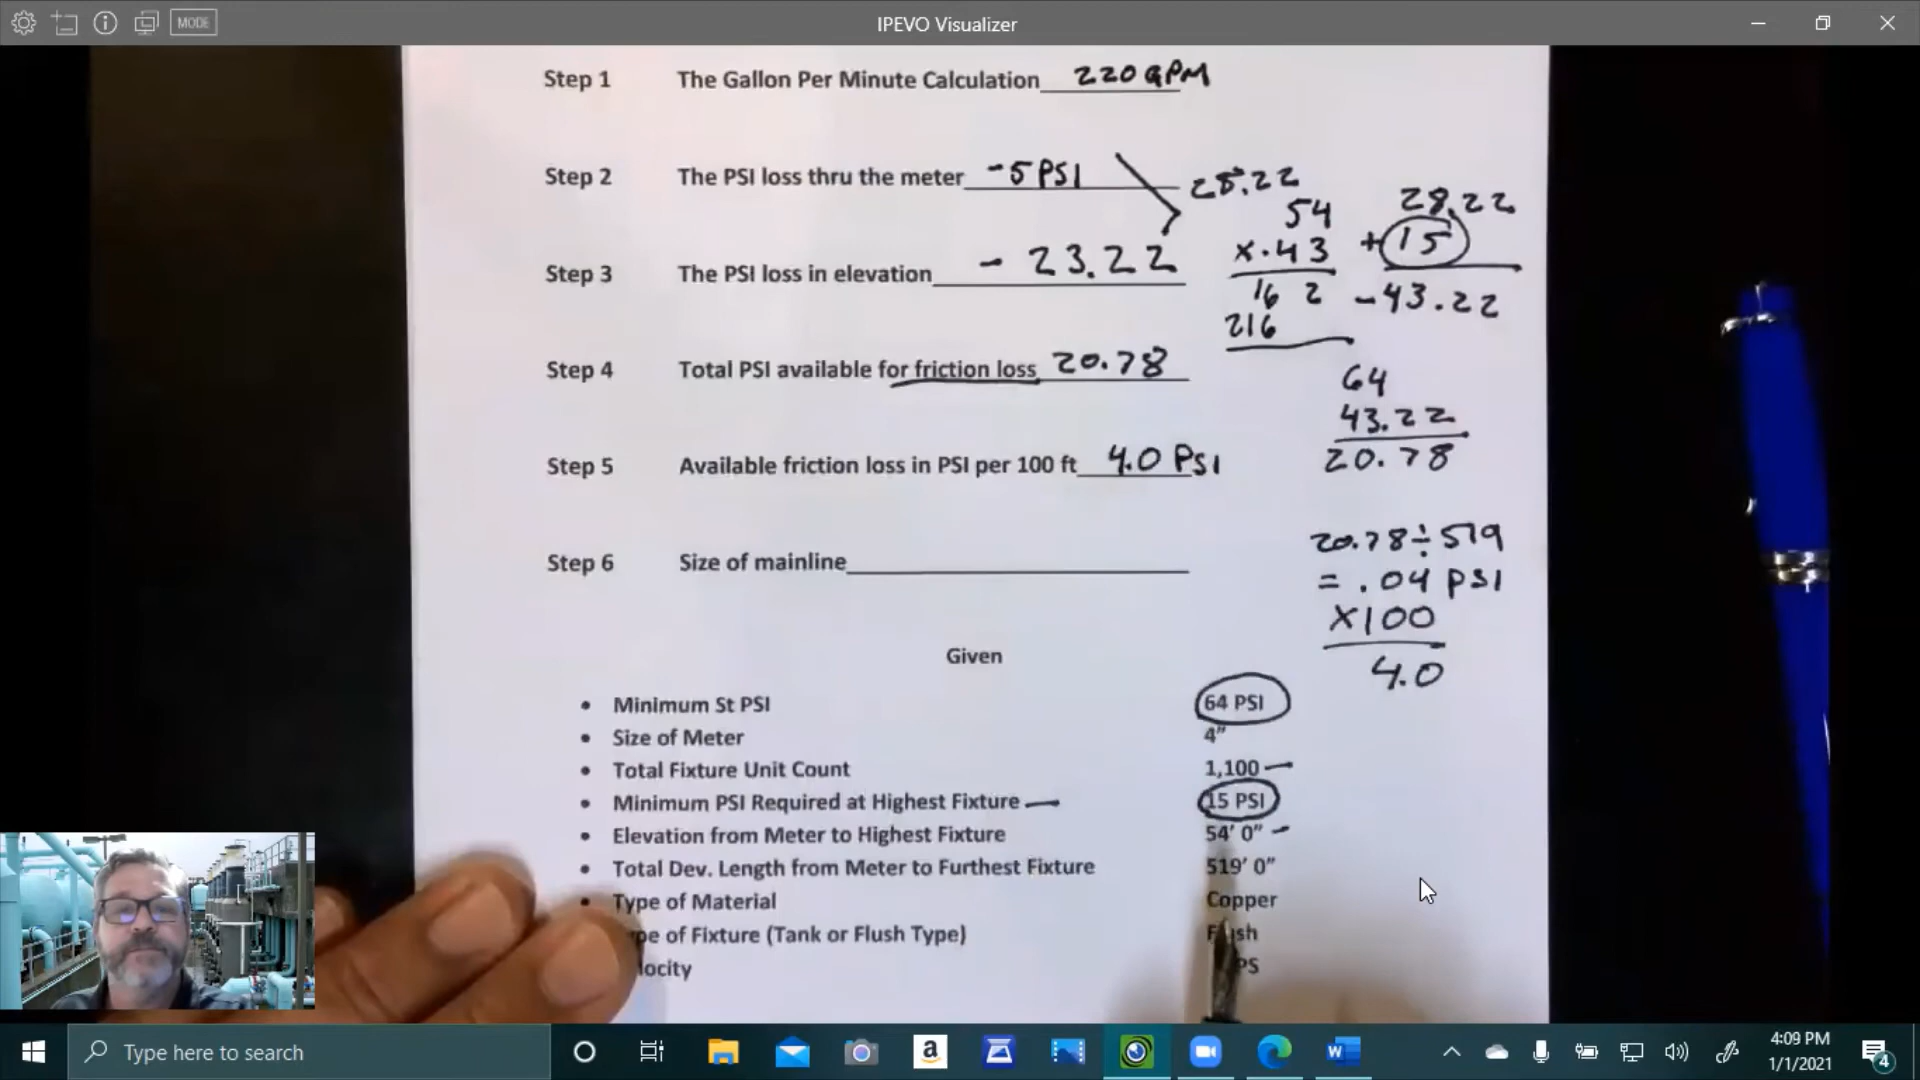 MODE
IPEVO Visualizer
Step 1 The Gallon Per Minute Calculation 220 GPM
Step 2 The PSI loss thru the meter -5 PSI
28.22
Step 3 The PSI loss in elevation - 23.22
54
x.43
16 2
216
28.22
+ 15
-43.22
Step 4 Total PSI available for friction loss 20.78
64
43.22
20.78
Step 5 Available friction loss in PSI per 100 ft 4.0 PSI
Step 6 Size of mainline
20.78 ÷ 519
= .04 PSI
X100
4.0
Given
• Minimum St PSI 64 PSI
• Size of Meter 4"
• Total Fixture Unit Count 1,100
• Minimum PSI Required at Highest Fixture 15 PSI
• Elevation from Meter to Highest Fixture 54' 0"
• Total Dev. Length from Meter to Furthest Fixture 519' 0"
• Type of Material Copper
pe of Fixture (Tank or Flush Type)
locity PS
Type here to search
4:09 PM
1/1/2021
4